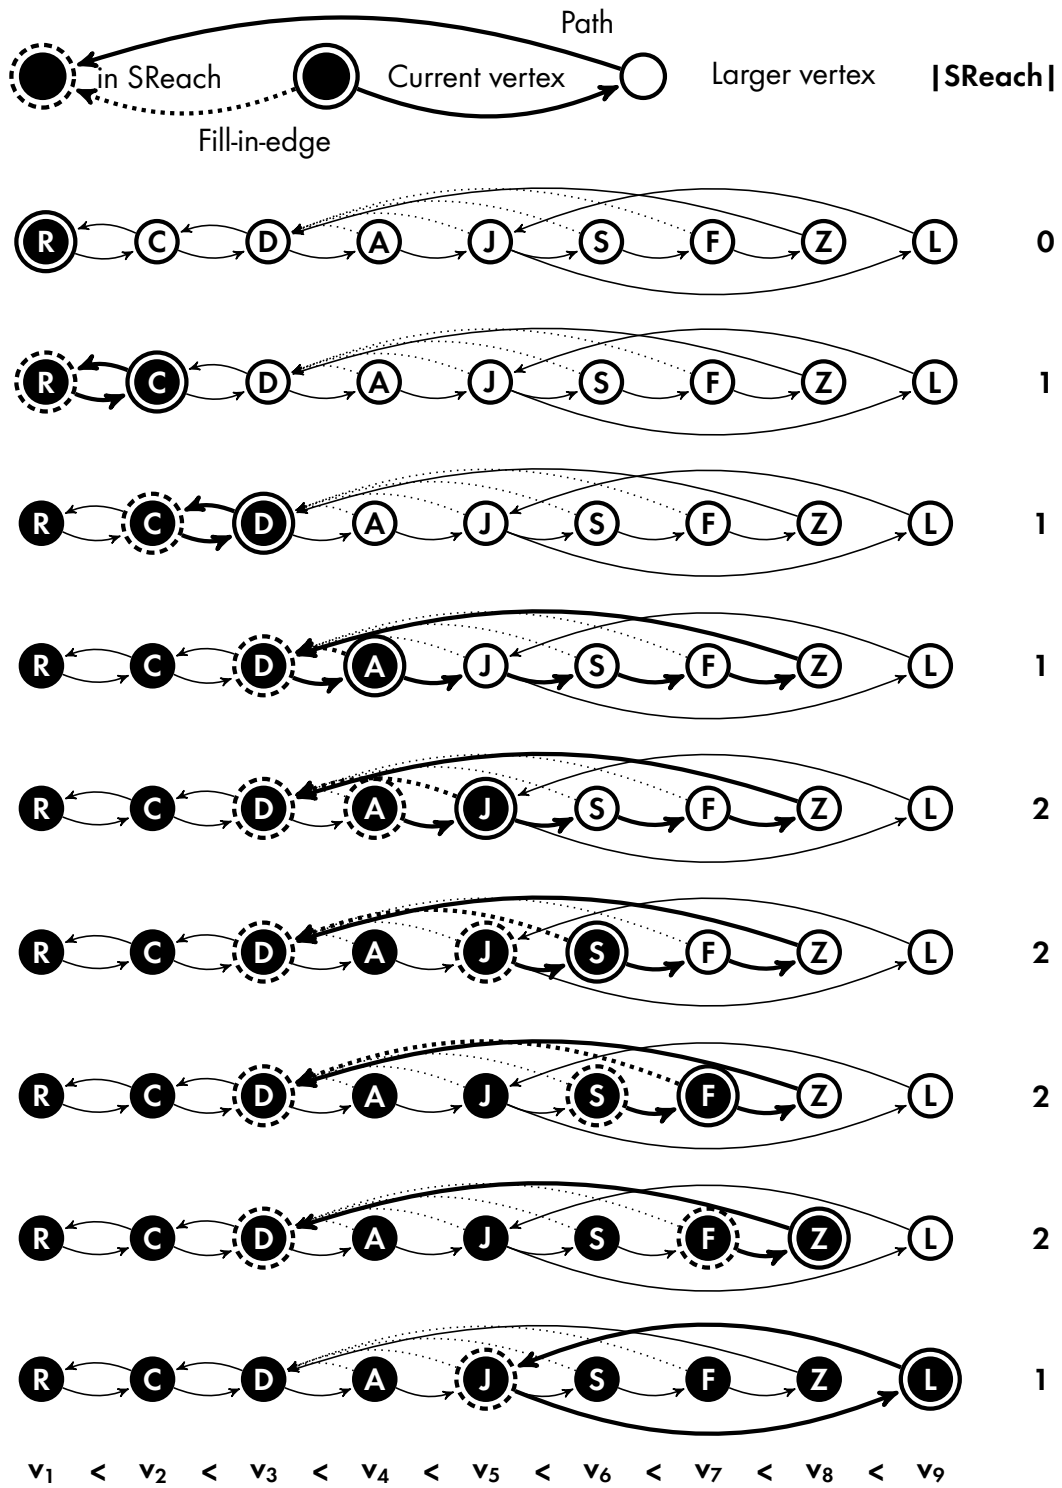 Path
in SReach Current vertex Larger vertex |SReach|
Fill-in-edge
R C D A J S F Z L 0
R C D A J S F Z L 1
R C D A J S F Z L 1
R C D A J S F Z L 1
R C D A J S F Z L 2
R C D A J S F Z L 2
R C D A J S F Z L 2
R C D A J S F Z L 2
R C D A J S F Z L 1
v1 < v2 < v3 < v4 < v5 < v6 < v7 < v8 < v9